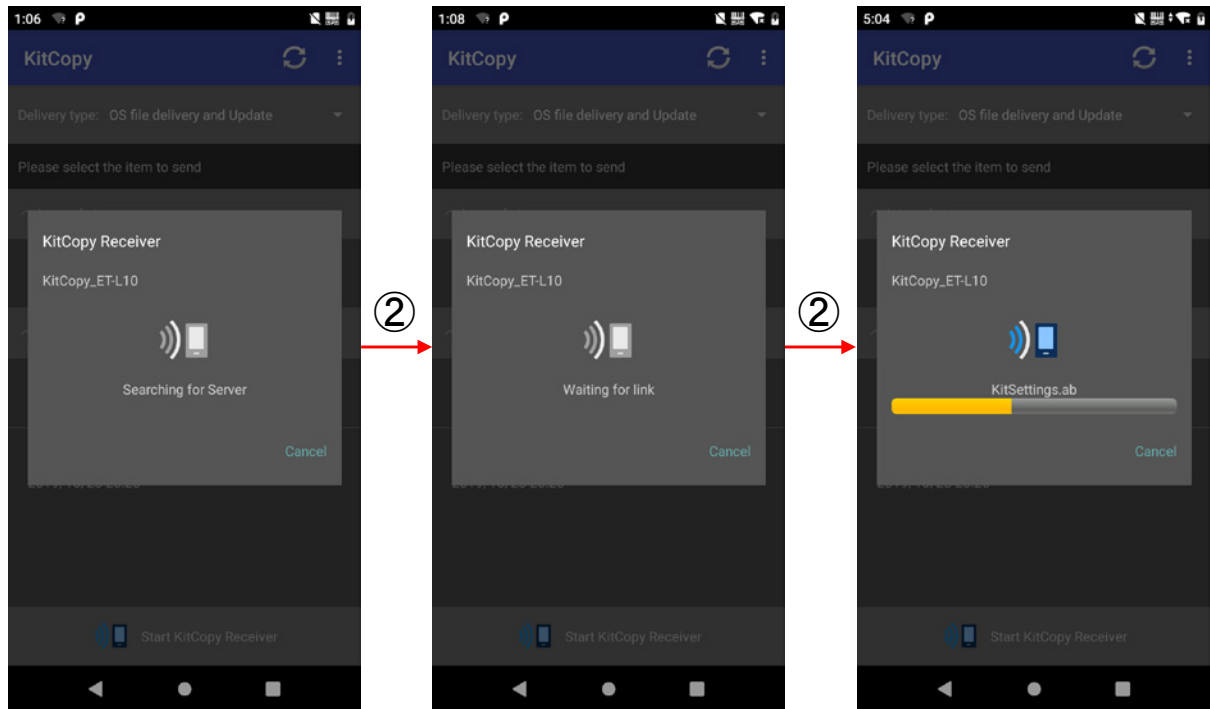 1:06
KitCopy
Delivery type: OS file delivery and Update
Please select the item to send
KitCopy Receiver
KitCopy_ET-L10
Searching for Server
Cancel
Start KitCopy Receiver
②
1:08
KitCopy
Delivery type: OS file delivery and Update
Please select the item to send
KitCopy Receiver
KitCopy_ET-L10
Waiting for link
Cancel
Start KitCopy Receiver
②
5:04
KitCopy
Delivery type: OS file delivery and Update
Please select the item to send
KitCopy Receiver
KitCopy_ET-L10
KitSettings.ab
Cancel
Start KitCopy Receiver